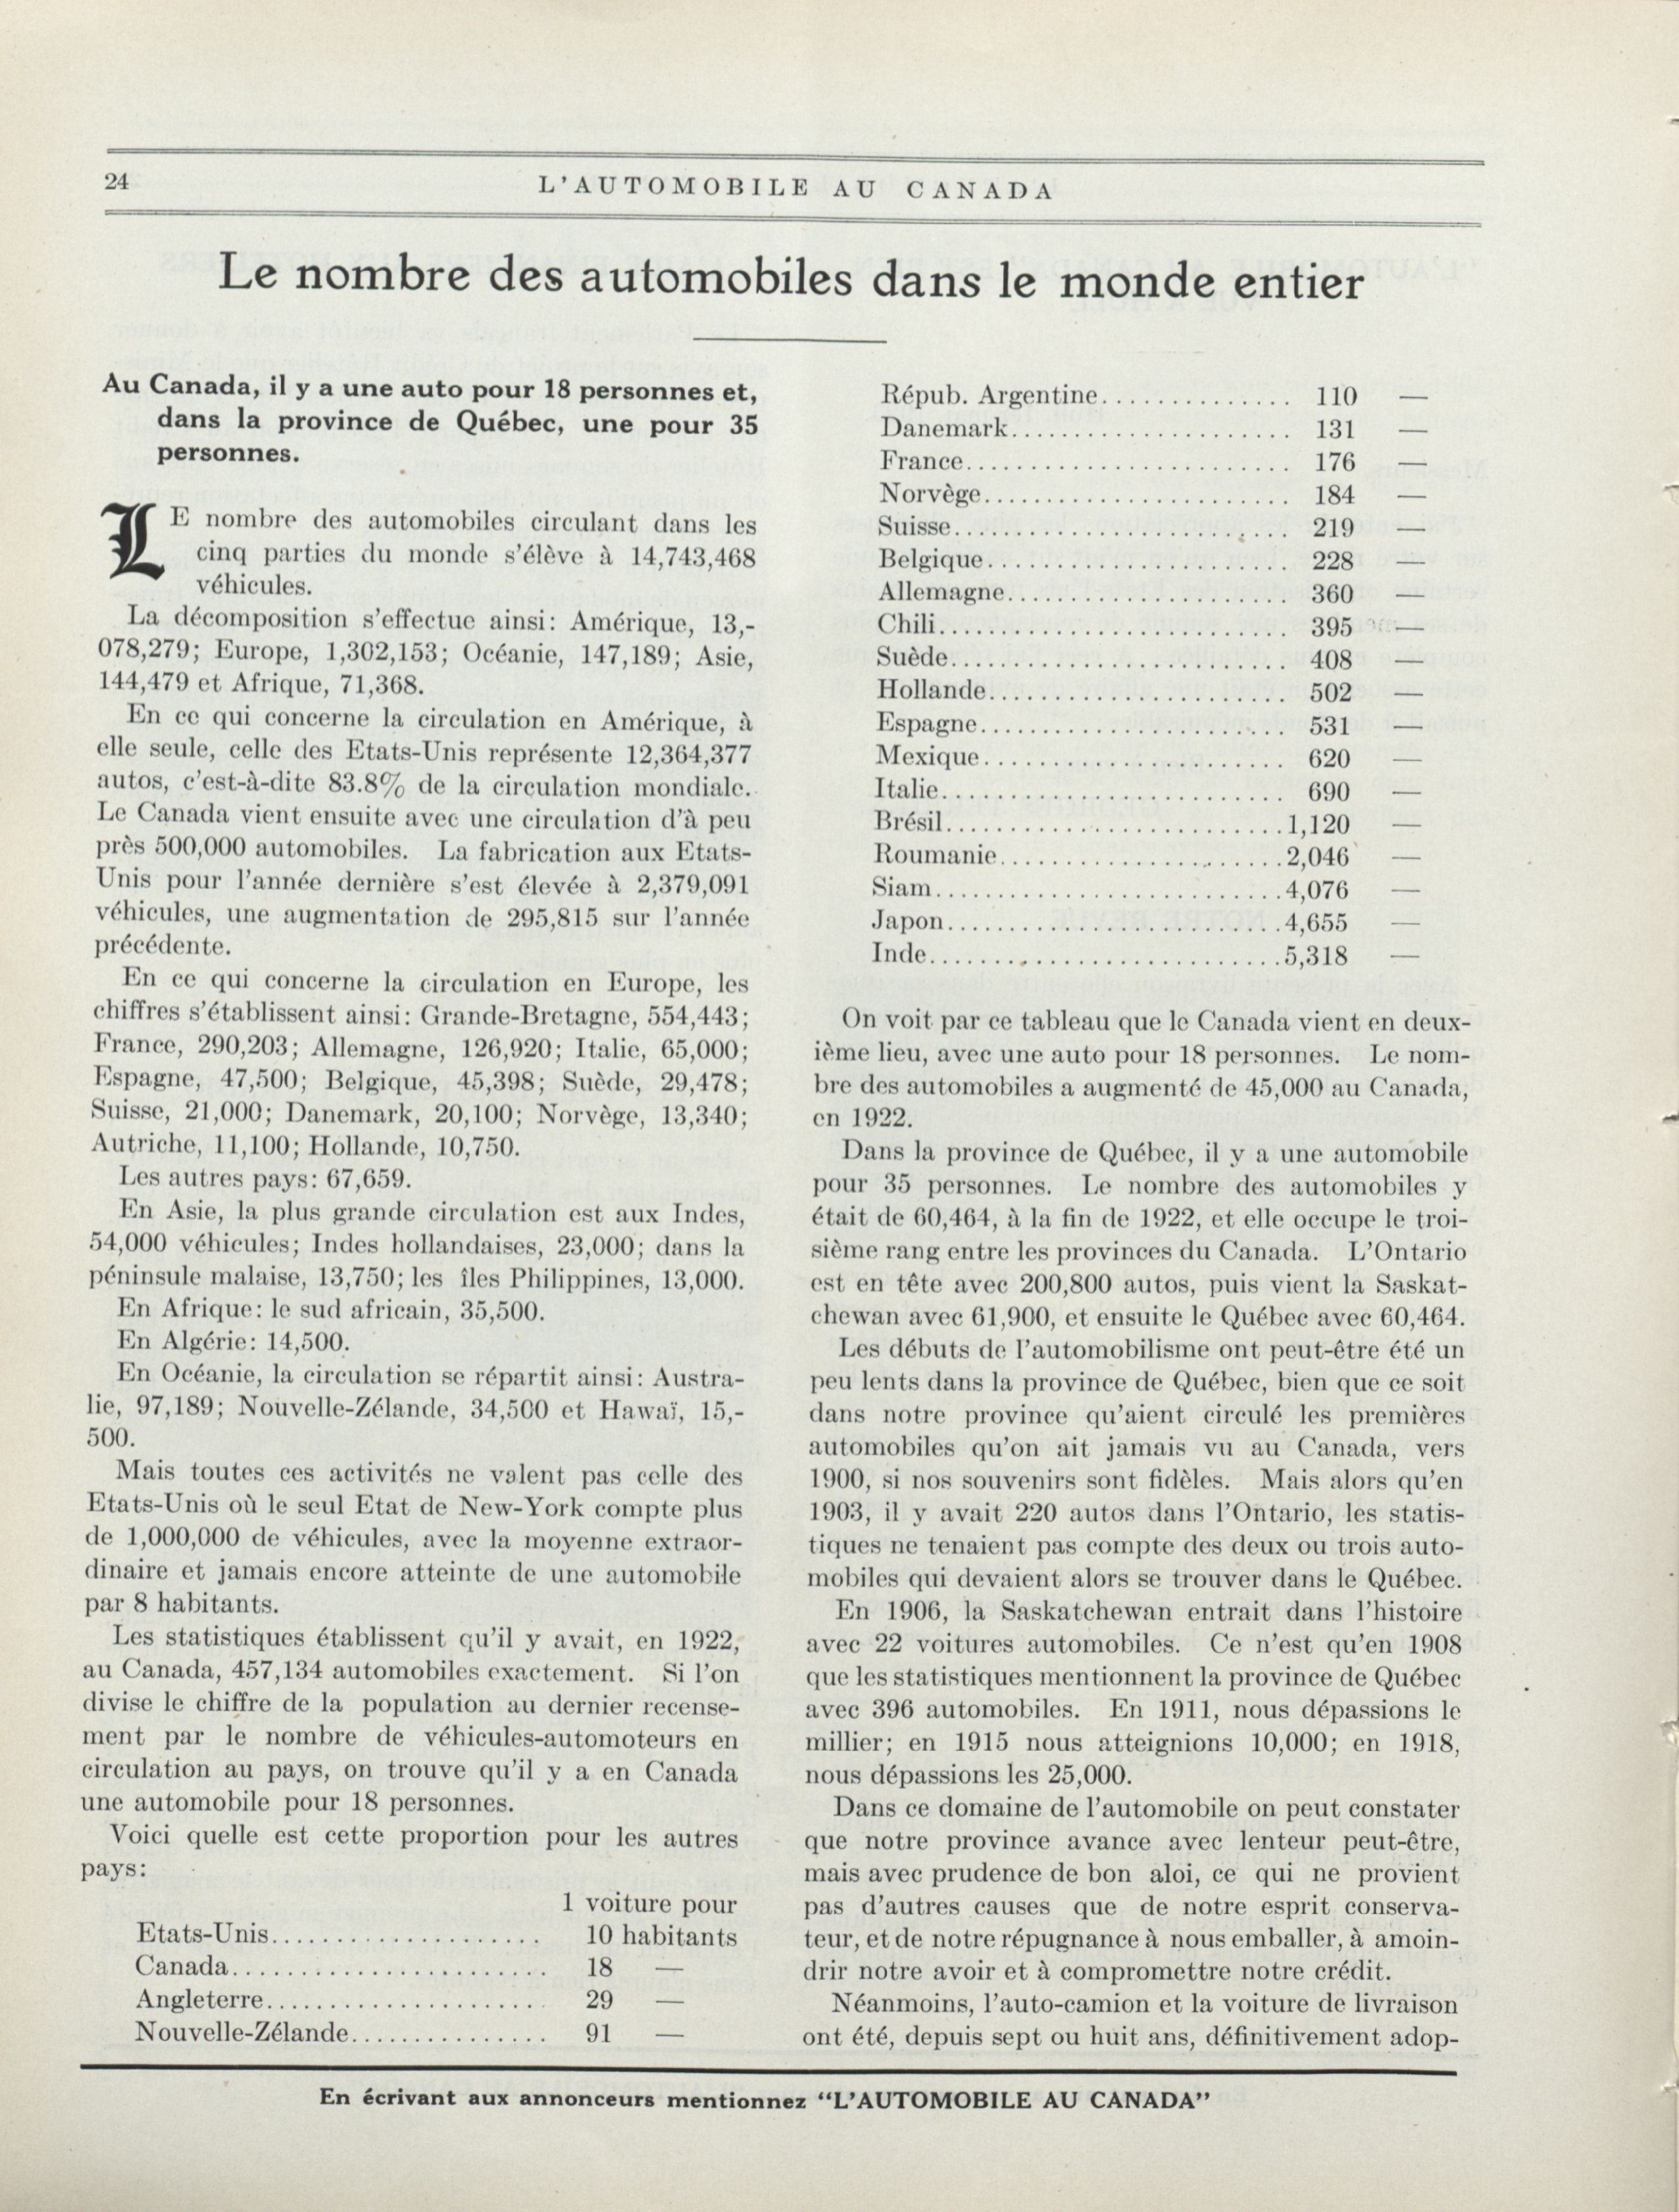 24
L'AUTOMOBILE AU CANADA
Le nombre des automobiles dans le monde entier
Au Canada, il y a une auto pour 18 personnes et,
dans la province de Québec, une pour 35
personnes.
LE nombre des automobiles circulant dans les
cinq parties du monde s'élève à 14,743,468
véhicules.
La décomposition s'effectue ainsi: Amérique, 13,-
078,279; Europe, 1,302,153; Océanie, 147,189; Asie,
144,479 et Afrique, 71,368.
En ce qui concerne la circulation en Amérique, à
elle seule, celle des Etats-Unis représente 12,364,377
autos, c'est-à-dite 83.8% de la circulation mondiale.
Le Canada vient ensuite avec une circulation d'à peu
près 500,000 automobiles. La fabrication aux Etats-
Unis pour l'année dernière s'est élevée à 2,379,091
véhicules, une augmentation de 295,815 sur l'année
précédente.
En ce qui concerne la circulation en Europe, les
chiffres s'établissent ainsi: Grande-Bretagne, 554,443;
France, 290,203; Allemagne, 126,920; Italie, 65,000;
Espagne, 47,500; Belgique, 45,398; Suède, 29,478;
Suisse, 21,000; Danemark, 20,100; Norvège, 13,340;
Autriche, 11,100; Hollande, 10,750.
Les autres pays: 67,659.
En Asie, la plus grande circulation est aux Indes,
54,000 véhicules; Indes hollandaises, 23,000; dans la
péninsule malaise, 13,750; les îles Philippines, 13,000.
En Afrique: le sud africain, 35,500.
En Algérie: 14,500.
En Océanie, la circulation se répartit ainsi: Austra-
lie, 97,189; Nouvelle-Zélande, 34,500 et Hawaï, 15,-
500.
Mais toutes ces activités ne valent pas celle des
Etats-Unis où le seul Etat de New-York compte plus
de 1,000,000 de véhicules, avec la moyenne extraor-
dinaire et jamais encore atteinte de une automobile
par 8 habitants.
Les statistiques établissent qu'il y avait, en 1922,
au Canada, 457,134 automobiles exactement. Si l'on
divise le chiffre de la population au dernier recense-
ment par le nombre de véhicules-automoteurs en
circulation au pays, on trouve qu'il y a en Canada
une automobile pour 18 personnes.
Voici quelle est cette proportion pour les autres
pays:
1 voiture pour
Etats-Unis..................... 10 habitants
Canada........................ 18 —
Angleterre..................... 29 —
Nouvelle-Zélande............... 91 —
Répub. Argentine.............. 110 —
Danemark...................... 131 —
France......................... 176 —
Norvège........................ 184 —
Suisse.......................... 219 —
Belgique....................... 228 —
Allemagne...................... 360 —
Chili........................... 395 —
Suède.......................... 408 —
Hollande....................... 502 —
Espagne........................ 531 —
Mexique....................... 620 —
Italie........................... 690 —
Brésil..........................1,120 —
Roumanie......................2,046 —
Siam...........................4,076 —
Japon..........................4,655 —
Inde............................5,318 —
On voit par ce tableau que le Canada vient en deux-
ième lieu, avec une auto pour 18 personnes. Le nom-
bre des automobiles a augmenté de 45,000 au Canada,
en 1922.
Dans la province de Québec, il y a une automobile
pour 35 personnes. Le nombre des automobiles y
était de 60,464, à la fin de 1922, et elle occupe le troi-
sième rang entre les provinces du Canada. L'Ontario
est en tête avec 200,800 autos, puis vient la Saskat-
chewan avec 61,900, et ensuite le Québec avec 60,464.
Les débuts de l'automobilisme ont peut-être été un
peu lents dans la province de Québec, bien que ce soit
dans notre province qu'aient circulé les premières
automobiles qu'on ait jamais vu au Canada, vers
1900, si nos souvenirs sont fidèles. Mais alors qu'en
1903, il y avait 220 autos dans l'Ontario, les statis-
tiques ne tenaient pas compte des deux ou trois auto-
mobiles qui devaient alors se trouver dans le Québec.
En 1906, la Saskatchewan entrait dans l'histoire
avec 22 voitures automobiles. Ce n'est qu'en 1908
que les statistiques mentionnent la province de Québec
avec 396 automobiles. En 1911, nous dépassions le
millier; en 1915 nous atteignions 10,000; en 1918,
nous dépassions les 25,000.
Dans ce domaine de l'automobile on peut constater
que notre province avance avec lenteur peut-être,
mais avec prudence de bon aloi, ce qui ne provient
pas d'autres causes que de notre esprit conserva-
teur, et de notre répugnance à nous emballer, à amoin-
drir notre avoir et à compromettre notre crédit.
Néanmoins, l'auto-camion et la voiture de livraison
ont été, depuis sept ou huit ans, définitivement adop-
En écrivant aux annonceurs mentionnez "L'AUTOMOBILE AU CANADA"